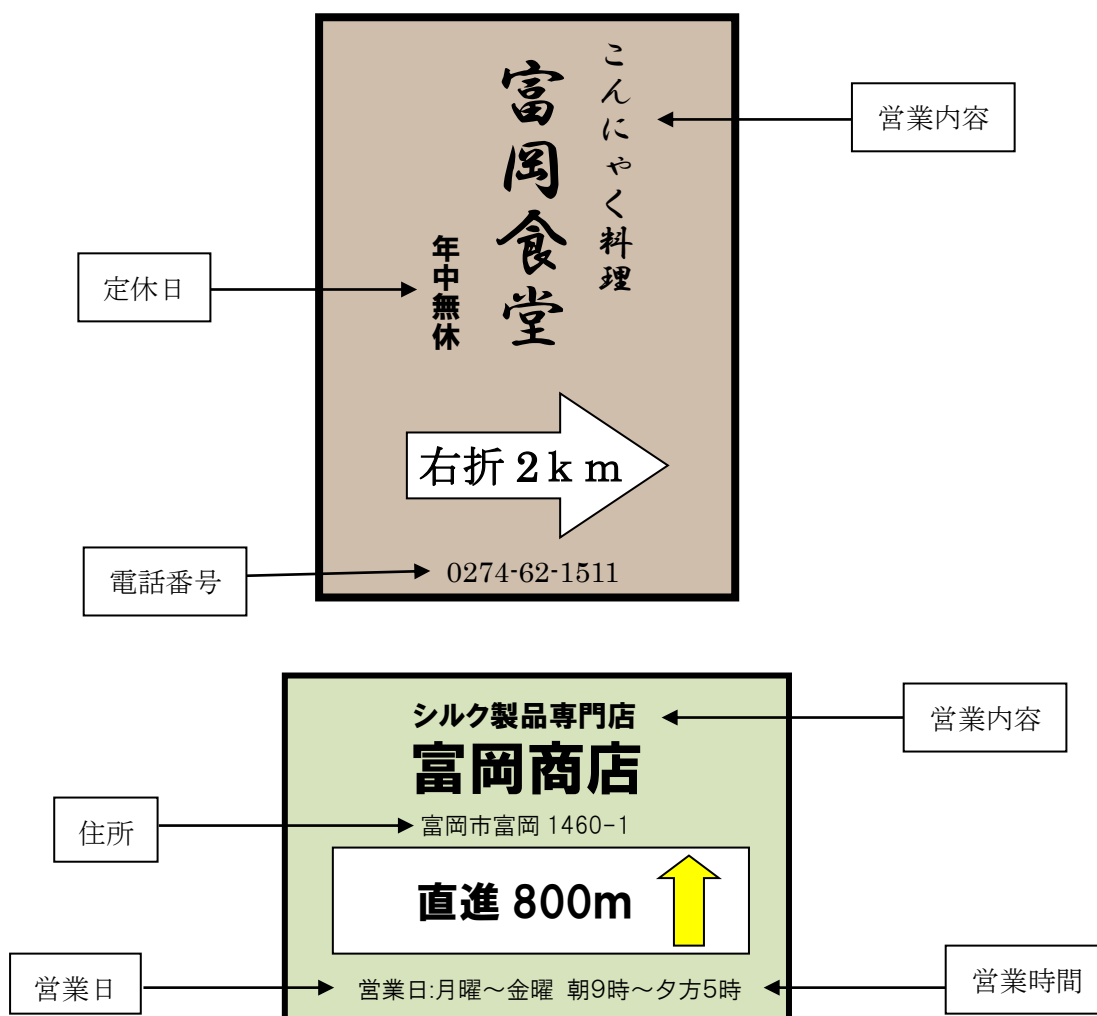 こんにゃく料理
富岡食堂
年中無休
右折2km
0274-62-1511
営業内容
定休日
電話番号
シルク製品専門店
富岡商店
富岡市富岡 1460-1
直進 800m
営業日:月曜～金曜 朝9時～夕方5時
営業内容
住所
営業日
営業時間